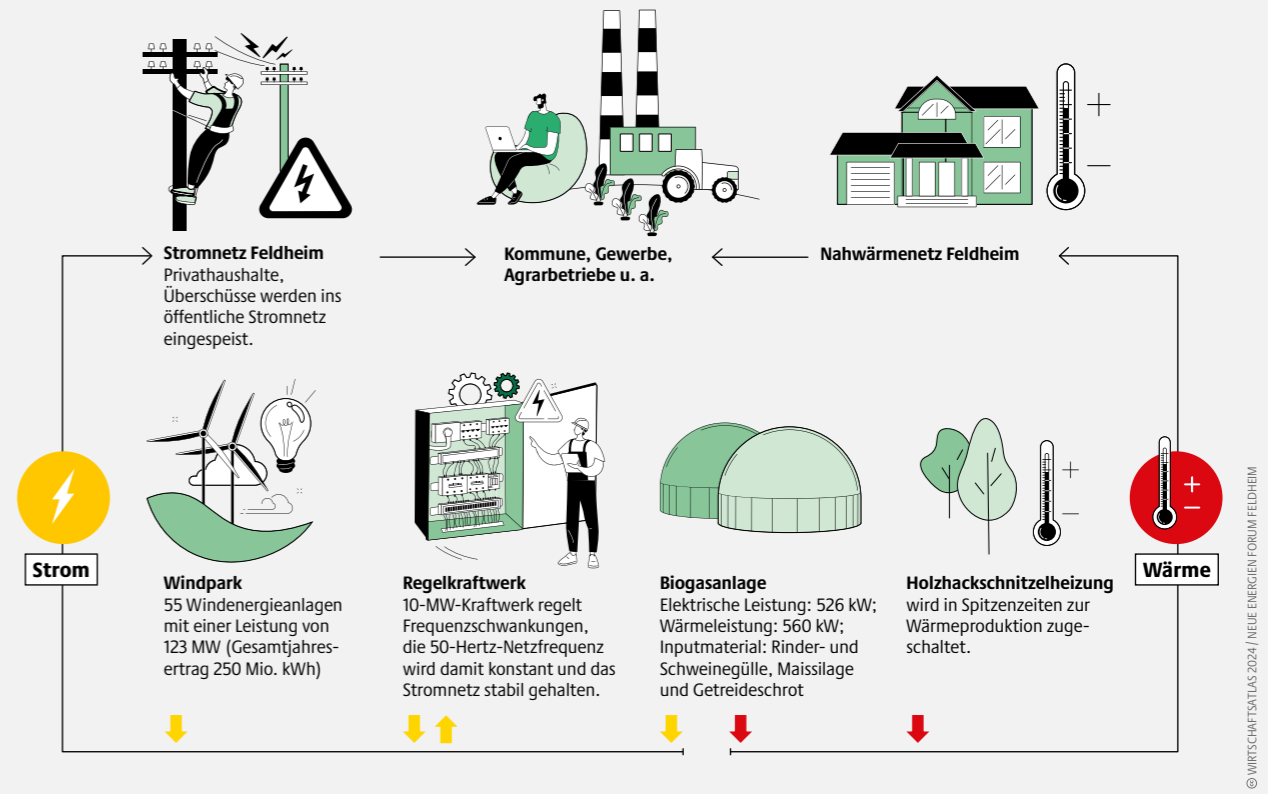 Stromnetz Feldheim
Privathaushalte,
Überschüsse werden ins
öffentliche Stromnetz
eingespeist.
Kommune, Gewerbe,
Agrarbetriebe u. a.
Nahwärmenetz Feldheim
Strom
Windpark
55 Windenergieanlagen
mit einer Leistung von
123 MW (Gesamtjahres-
ertrag 250 Mio. kWh)
Regelkraftwerk
10-MW-Kraftwerk regelt
Frequenzschwankungen,
die 50-Hertz-Netzfrequenz
wird damit konstant und das
Stromnetz stabil gehalten.
Biogasanlage
Elektrische Leistung: 526 kW;
Wärmeleistung: 560 kW;
Inputmaterial: Rinder- und
Schweinegülle, Maissilage
und Getreideschrot
Holzhackschnitzelheizung
wird in Spitzenzeiten zur
Wärmeproduktion zuge-
schaltet.
Wärme
© WIRTSCHAFTSATLAS 2024 / NEUE ENERGIEN FORUM FELDHEIM